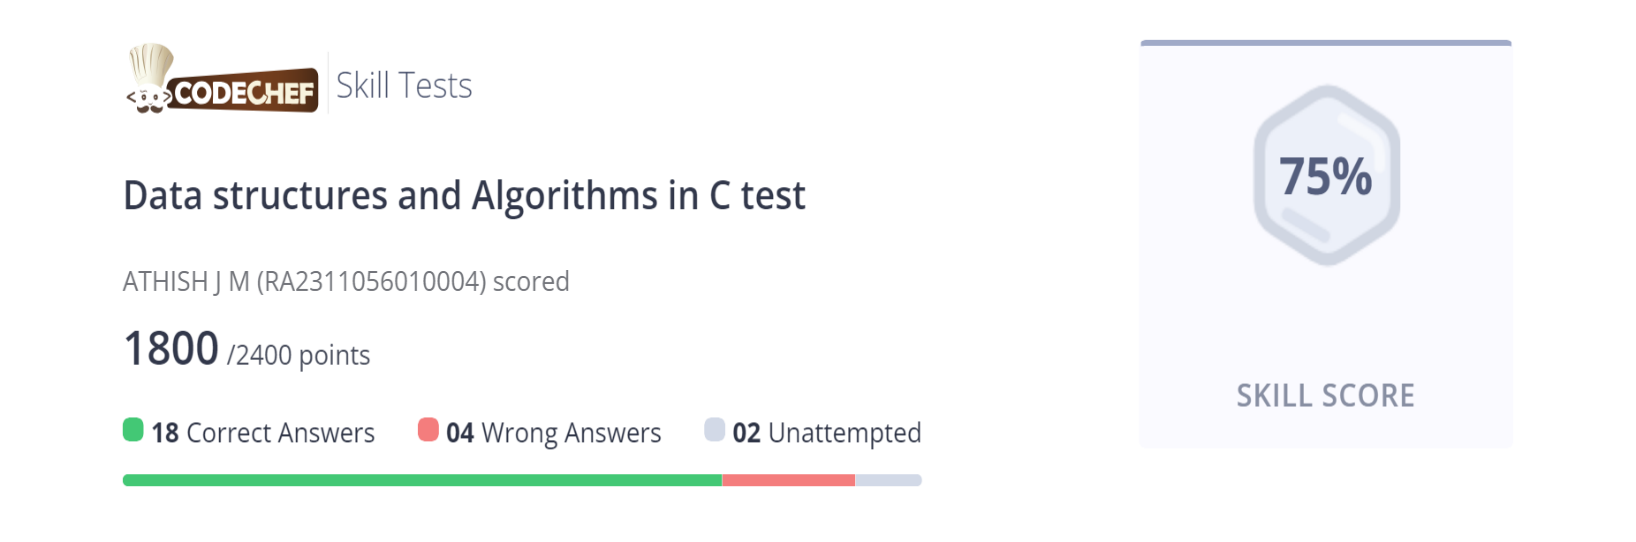 CODECHEF Skill Tests
Data structures and Algorithms in C test
ATHISH J M (RA2311056010004) scored
1800 /2400 points
18 Correct Answers 04 Wrong Answers 02 Unattempted
75%
SKILL SCORE